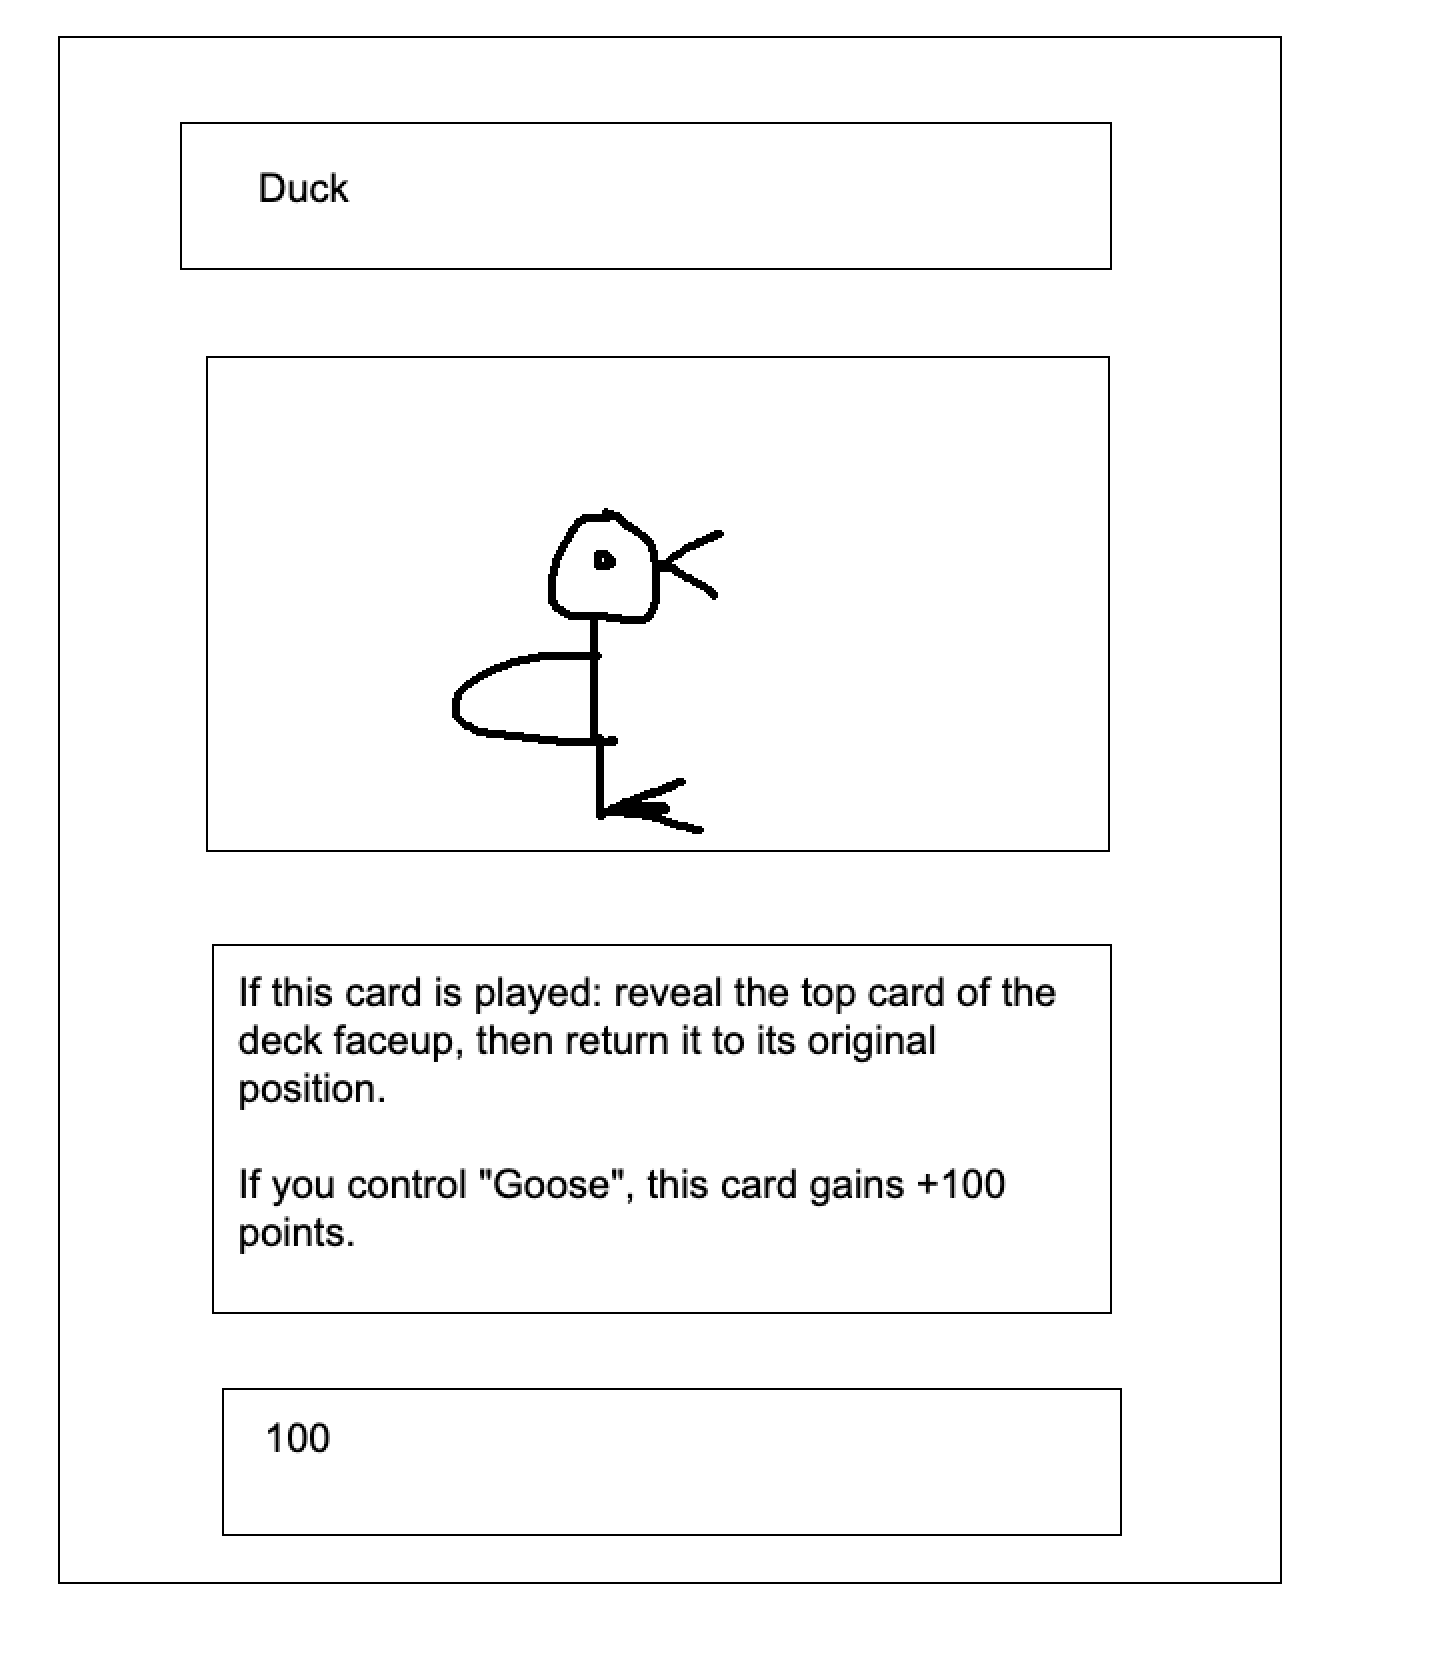 Duck
If this card is played: reveal the top card of the
deck faceup, then return it to its original
position.
If you control "Goose", this card gains +100
points.
100